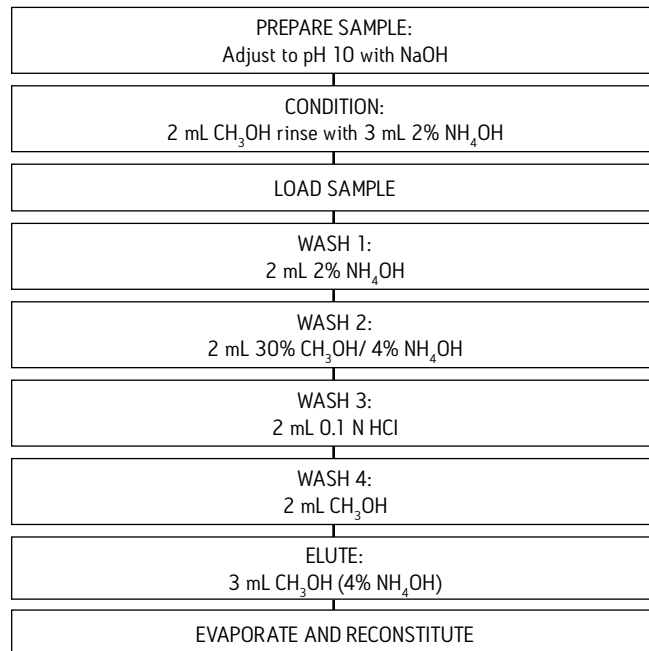 PREPARE SAMPLE:
Adjust to pH 10 with NaOH
CONDITION:
2 mL CH₃OH rinse with 3 mL 2% NH₄OH
LOAD SAMPLE
WASH 1:
2 mL 2% NH₄OH
WASH 2:
2 mL 30% CH₃OH/ 4% NH₄OH
WASH 3:
2 mL 0.1 N HCl
WASH 4:
2 mL CH₃OH
ELUTE:
3 mL CH₃OH (4% NH₄OH)
EVAPORATE AND RECONSTITUTE